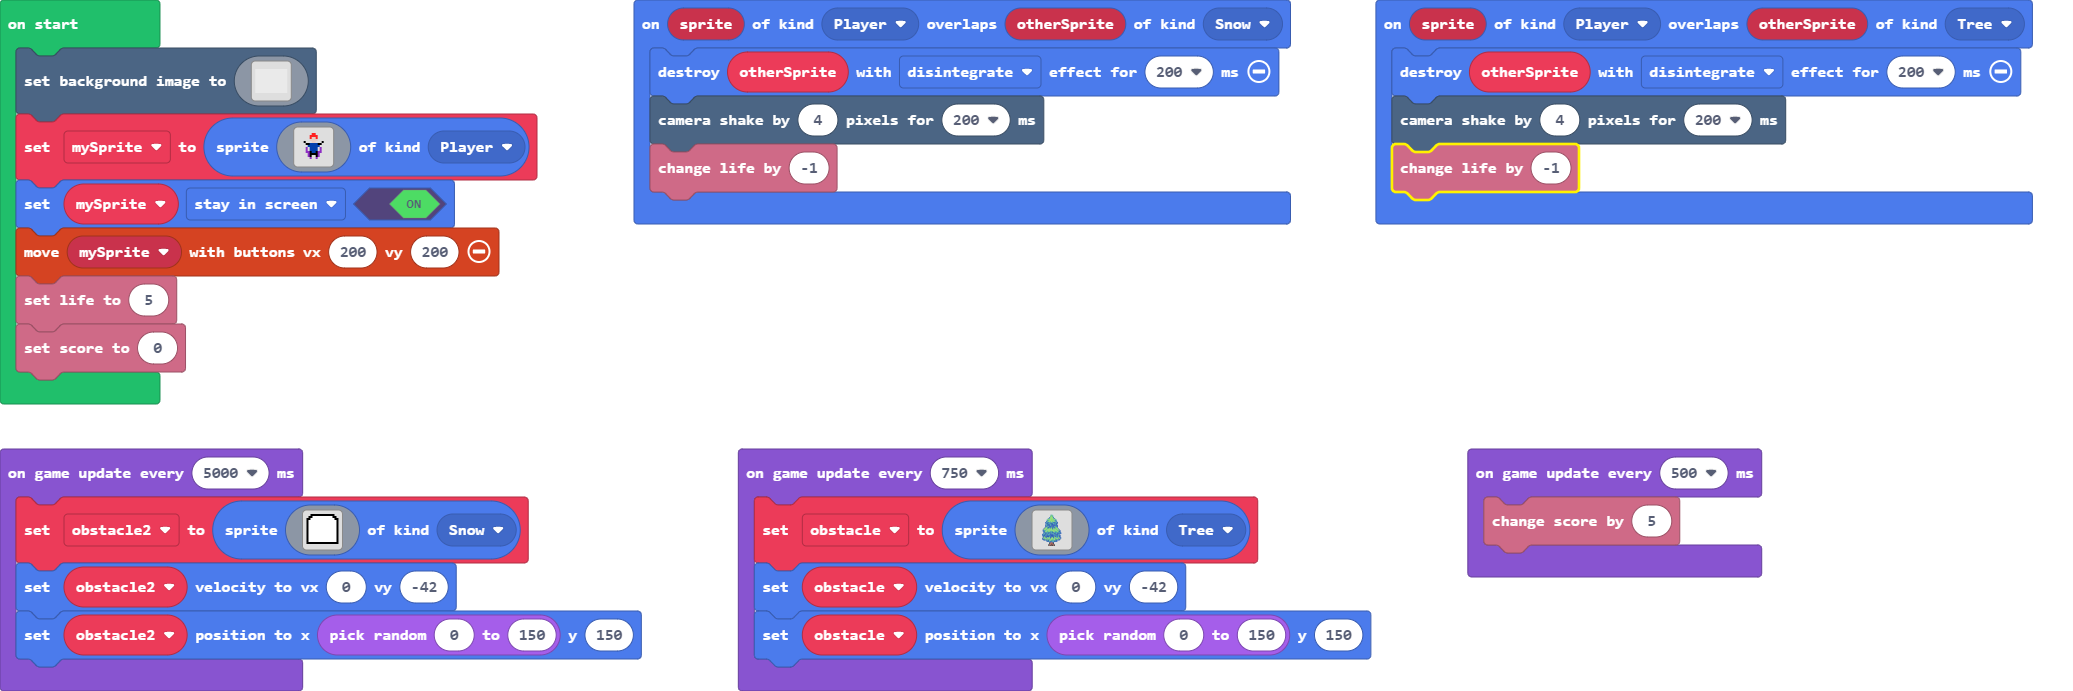 on start
set background image to
set mySprite to sprite of kind Player
set mySprite stay in screen ON
move mySprite with buttons vx 200 vy 200
set life to 5
set score to 0
on sprite of kind Player overlaps otherSprite of kind Snow
destroy otherSprite with disintegrate effect for 200 ms
camera shake by 4 pixels for 200 ms
change life by -1
on sprite of kind Player overlaps otherSprite of kind Tree
destroy otherSprite with disintegrate effect for 200 ms
camera shake by 4 pixels for 200 ms
change life by -1
on game update every 5000 ms
set obstacle2 to sprite of kind Snow
set obstacle2 velocity to vx 0 vy -42
set obstacle2 position to x pick random 0 to 150 y 150
on game update every 750 ms
set obstacle to sprite of kind Tree
set obstacle velocity to vx 0 vy -42
set obstacle position to x pick random 0 to 150 y 150
on game update every 500 ms
change score by 5